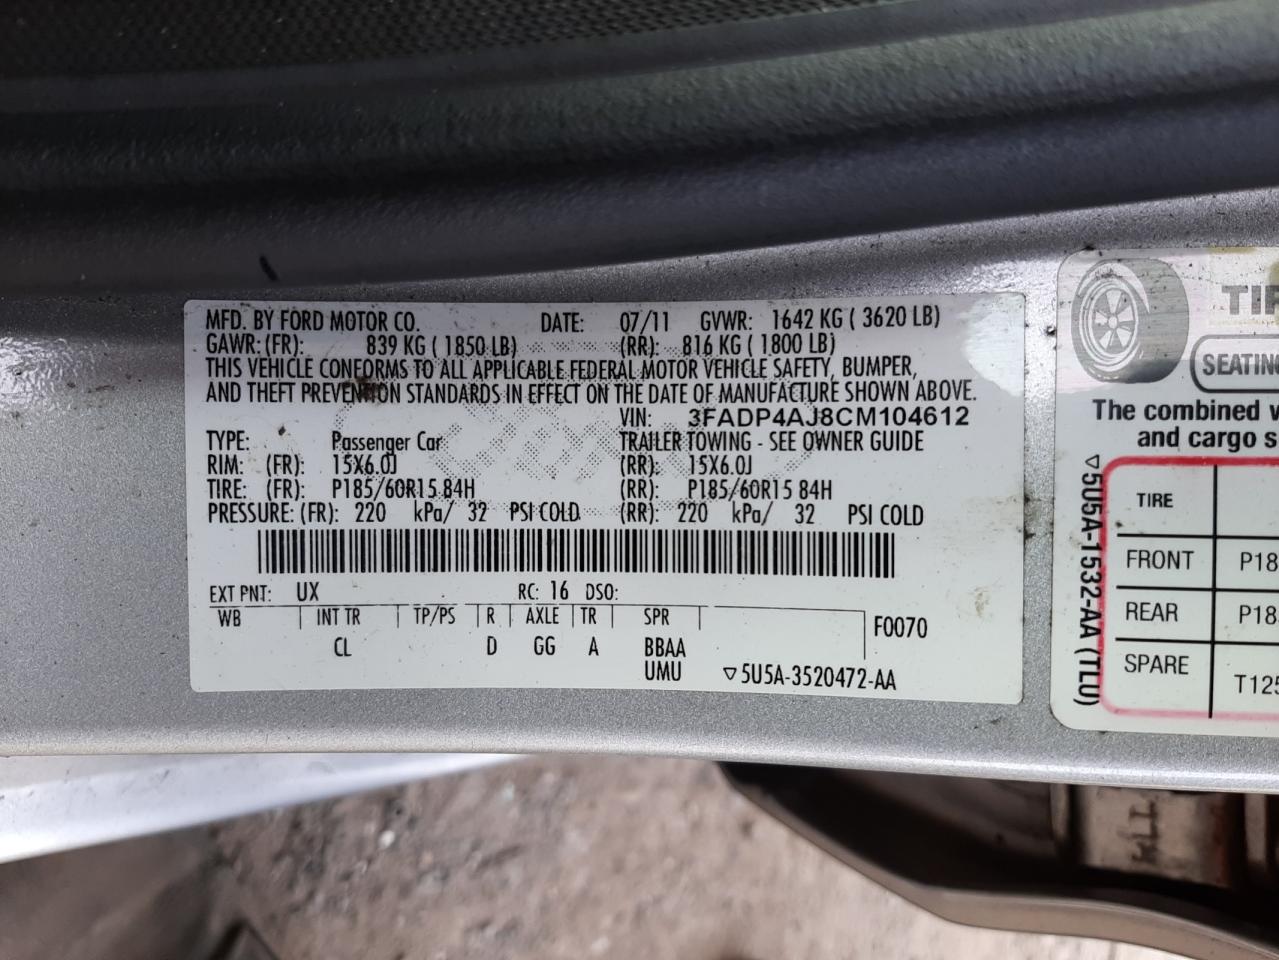 MFD. BY FORD MOTOR CO. DATE: 07/11 GVWR: 1642 KG ( 3620 LB)
GAWR: (FR): 839 KG ( 1850 LB) (RR): 816 KG ( 1800 LB)
THIS VEHICLE CONFORMS TO ALL APPLICABLE FEDERAL MOTOR VEHICLE SAFETY, BUMPER,
AND THEFT PREVENTION STANDARDS IN EFFECT ON THE DATE OF MANUFACTURE SHOWN ABOVE.
VIN: 3FADP4AJ8CM104612
TYPE: Passenger Car TRAILER TOWING - SEE OWNER GUIDE
RIM: (FR): 15X6.0J (RR): 15X6.0J
TIRE: (FR): P185/60R15 84H (RR): P185/60R15 84H
PRESSURE: (FR): 220 kPa/ 32 PSI COLD (RR): 220 kPa/ 32 PSI COLD
EXT PNT: UX RC: 16 DSO:
WB INT TR TP/PS R AXLE TR SPR
F0070
CL D GG A BBAA
UMU ▽5U5A-3520472-AA
SEATING
The combined
and cargo
▽5U5A-1532-AA (TLU)
TIRE
FRONT P18
REAR P18
SPARE T125